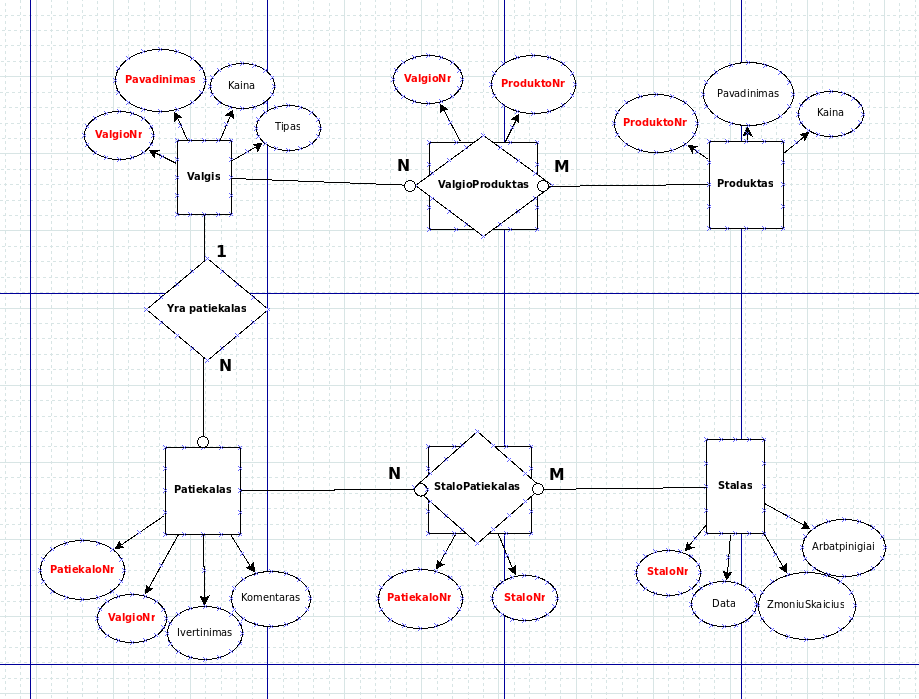 Pavadinimas
Kaina
ValgioNr
Tipas
Valgis
ValgioNr
ProduktoNr
N
ValgioProduktas
M
ProduktoNr
Pavadinimas
Kaina
Produktas
1
Yra patiekalas
N
Patiekalas
N
StaloPatiekalas
M
Stalas
PatiekaloNr
ValgioNr
Ivertinimas
Komentaras
PatiekaloNr
StaloNr
StaloNr
Data
ZmoniuSkaicius
Arbatpinigiai